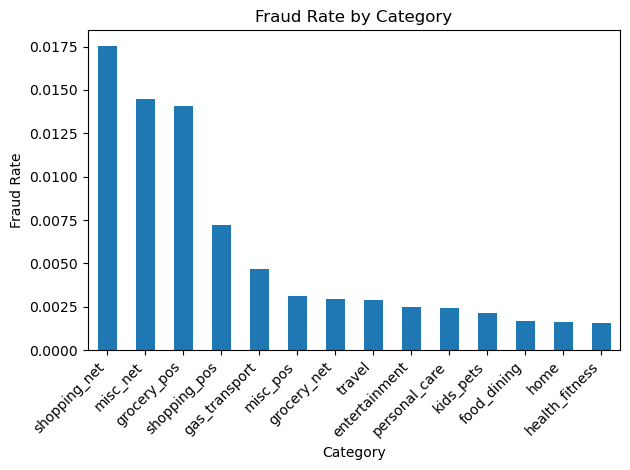 Fraud Rate by Category
Fraud Rate
0.0175
0.0150
0.0125
0.0100
0.0075
0.0050
0.0025
0.0000
shopping_net
misc_net
grocery_pos
shopping_pos
gas_transport
misc_pos
grocery_net
travel
entertainment
personal_care
kids_pets
food_dining
home
health_fitness
Category